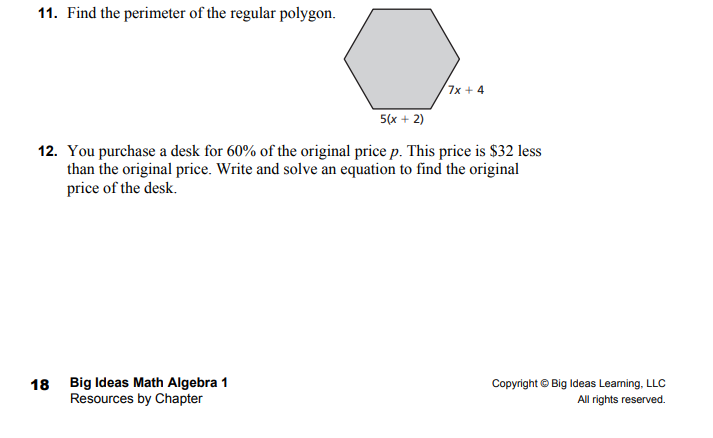 11. Find the perimeter of the regular polygon.
7x + 4
5(x + 2)
12. You purchase a desk for 60% of the original price p. This price is $32 less
than the original price. Write and solve an equation to find the original
price of the desk.
18 Big Ideas Math Algebra 1
Resources by Chapter
Copyright © Big Ideas Learning, LLC
All rights reserved.